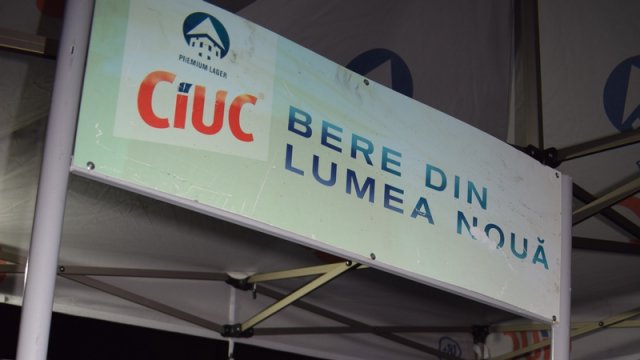 PREMIUM LAGER
CIUC
BERE DIN
LUMEA NOUĂ